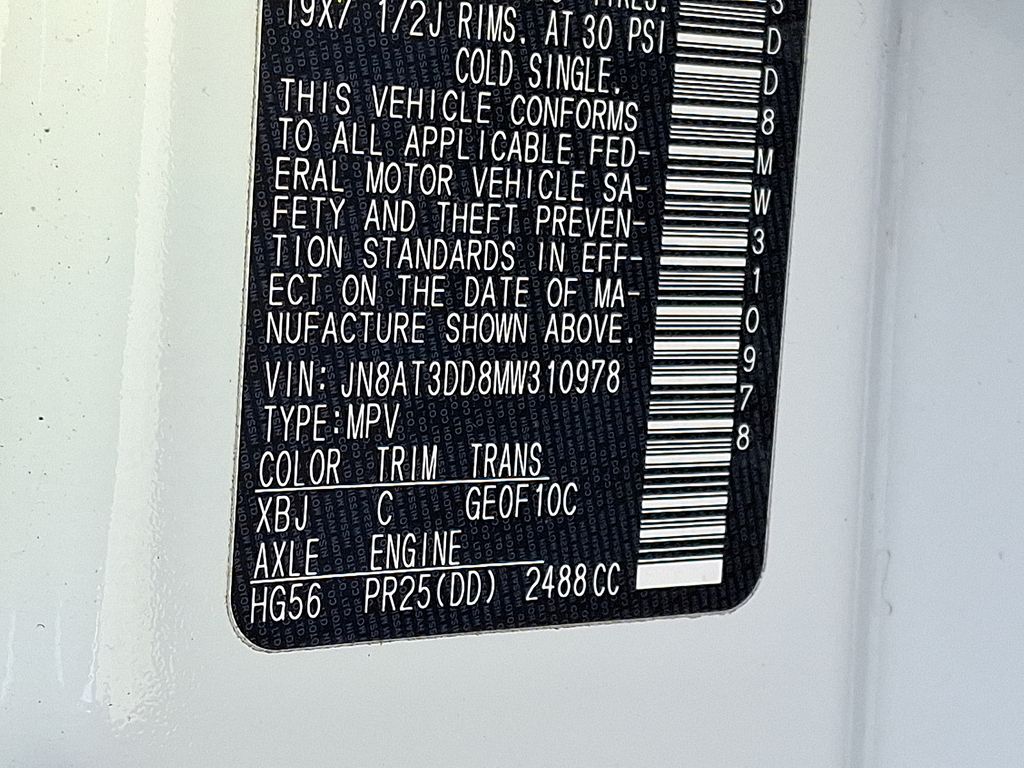 19X7 1/2J RIMS. AT 30 PSI
COLD SINGLE.
THIS VEHICLE CONFORMS
TO ALL APPLICABLE FED-
ERAL MOTOR VEHICLE SA-
FETY AND THEFT PREVEN-
TION STANDARDS IN EFF-
ECT ON THE DATE OF MA-
NUFACTURE SHOWN ABOVE.
VIN: JN8AT3DD8MW310978
TYPE:MPV
COLOR TRIM TRANS
XBJ C GE0F10C
AXLE ENGINE
HG56 PR25(DD) 2488CC
DD8MW310978